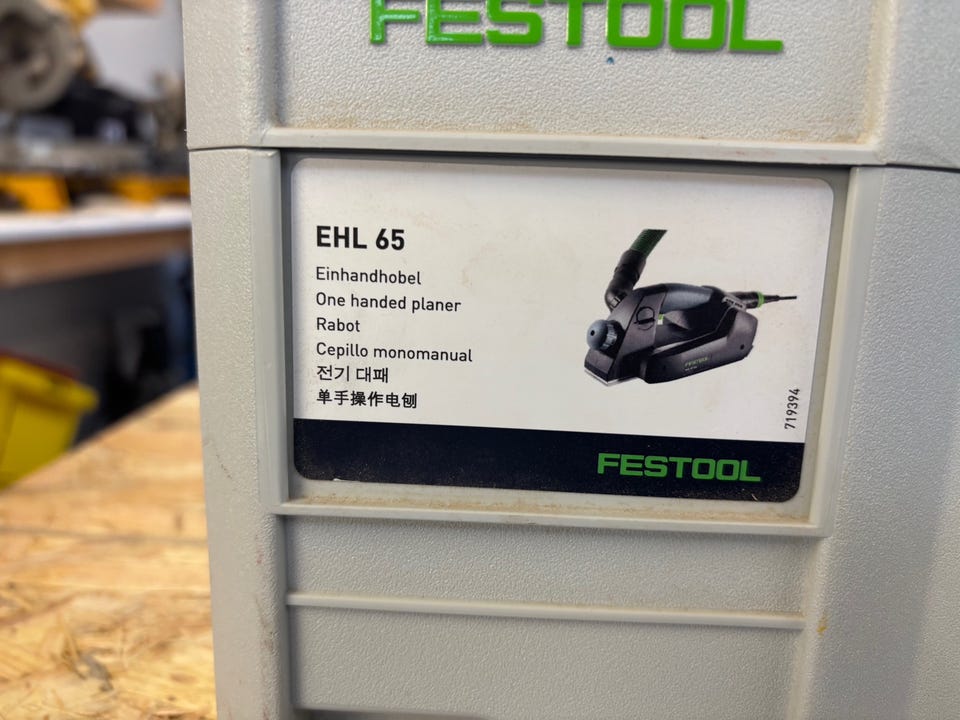 FESTOOL
EHL 65
Einhandhobel
One handed planer
Rabot
Cepillo monomanual
전기 대패
单手操作电刨
719394
FESTOOL